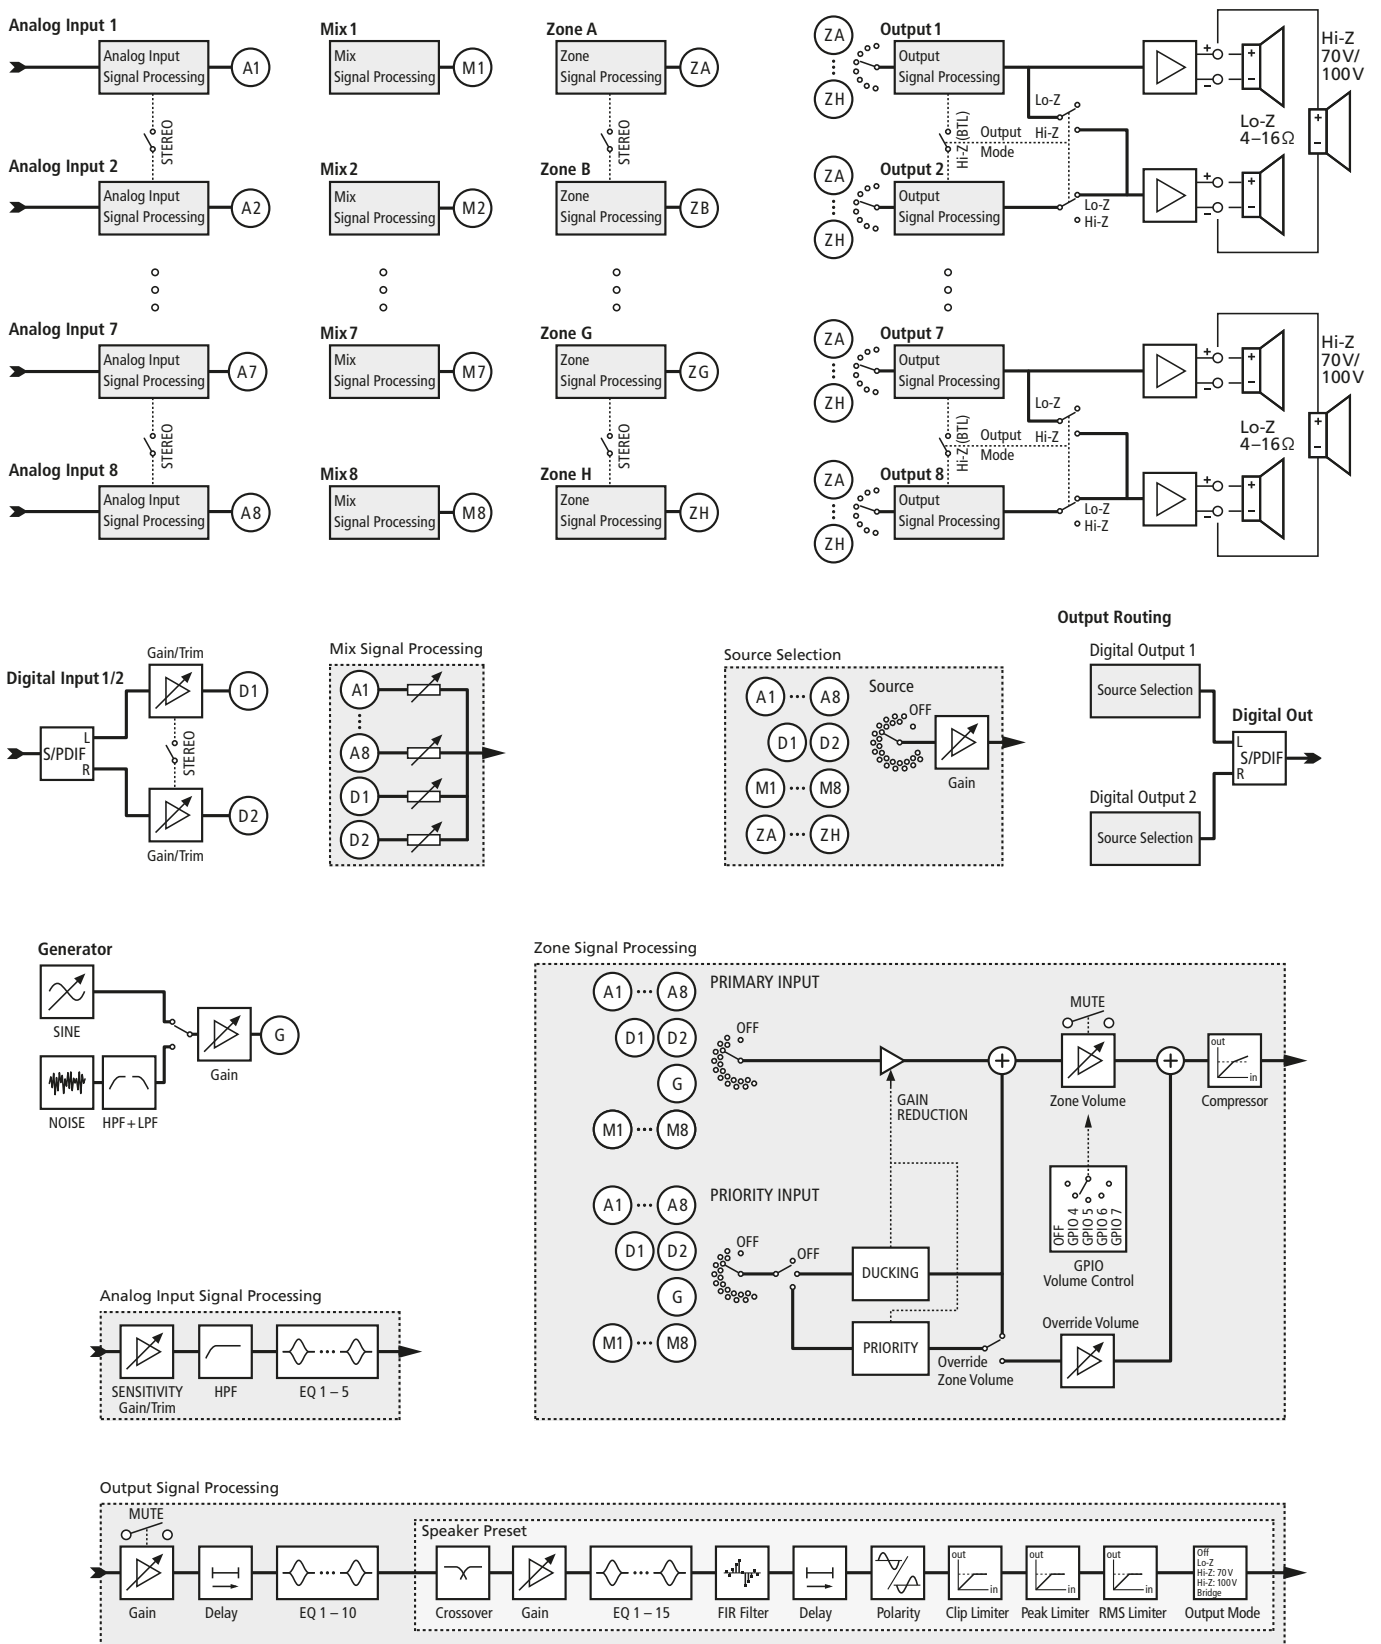 Analog Input 1
Analog Input
Signal Processing
A1
STEREO
Analog Input 2
Analog Input
Signal Processing
A2
Analog Input 7
Analog Input
Signal Processing
A7
STEREO
Analog Input 8
Analog Input
Signal Processing
A8
Mix 1
Mix
Signal Processing
M1
Mix 2
Mix
Signal Processing
M2
Mix 7
Mix
Signal Processing
M7
Mix 8
Mix
Signal Processing
M8
Zone A
Zone
Signal Processing
ZA
STEREO
Zone B
Zone
Signal Processing
ZB
Zone G
Zone
Signal Processing
ZG
STEREO
Zone H
Zone
Signal Processing
ZH
ZA
ZH
Output 1
Output
Signal Processing
Lo-Z
Hi-Z (BTL)
Output
Mode
Hi-Z
ZA
ZH
Output 2
Output
Signal Processing
Lo-Z
Hi-Z
+
−
+
−
+
−
+
−
Lo-Z
4–16Ω
Hi-Z
70V/
100V
+
−
ZA
ZH
Output 7
Output
Signal Processing
Lo-Z
Hi-Z (BTL)
Output
Mode
Hi-Z
ZA
ZH
Output 8
Output
Signal Processing
Lo-Z
Hi-Z
+
−
+
−
+
−
+
−
Lo-Z
4–16Ω
Hi-Z
70V/
100V
+
−
Digital Input 1/2
S/PDIF
L
R
Gain/Trim
D1
STEREO
Gain/Trim
D2
Mix Signal Processing
A1
A8
D1
D2
Source Selection
A1 ··· A8
D1 D2
M1 ··· M8
ZA ··· ZH
Source
OFF
Gain
Output Routing
Digital Output 1
Source Selection
Digital Output 2
Source Selection
Digital Out
L
S/PDIF
R
Generator
SINE
NOISE
HPF+LPF
Gain
G
Zone Signal Processing
A1 ··· A8
D1 D2
G
M1 ··· M8
PRIMARY INPUT
OFF
GAIN
REDUCTION
+
MUTE
Zone Volume
+
out
in
Compressor
A1 ··· A8
D1 D2
G
M1 ··· M8
PRIORITY INPUT
OFF
OFF
DUCKING
PRIORITY
Override
Zone Volume
OFF
GPIO 4
GPIO 5
GPIO 6
GPIO 7
GPIO
Volume Control
Override Volume
Analog Input Signal Processing
SENSITIVITY
Gain/Trim
HPF
EQ 1 – 5
Output Signal Processing
MUTE
Gain
Delay
EQ 1 – 10
Speaker Preset
Crossover
Gain
EQ 1 – 15
FIR Filter
Delay
Polarity
out
in
Clip Limiter
out
in
Peak Limiter
out
in
RMS Limiter
Off
Lo-Z
Hi-Z: 70V
Hi-Z: 100V
Bridge
Output Mode